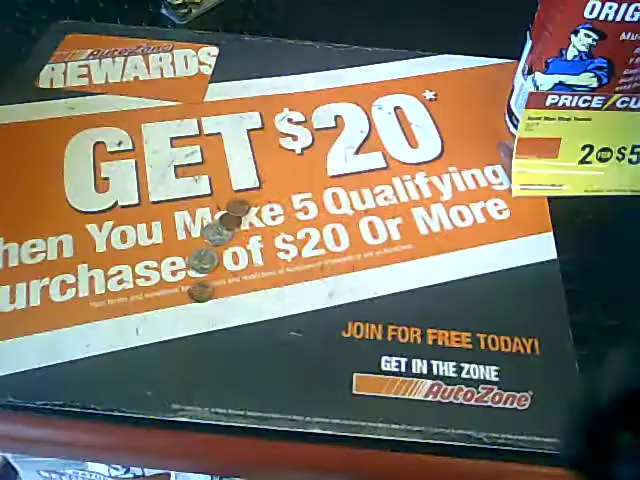 AutoZone
REWARDS
ORIG
GET $20*
PRICE/CU
2 FOR $5
hen You Make 5 Qualifying
urchases of $20 Or More
JOIN FOR FREE TODAY!
GET IN THE ZONE
AutoZone